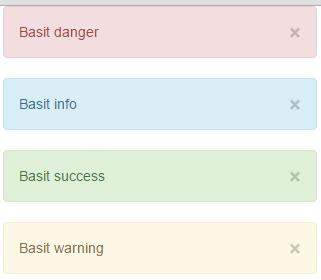 Basit danger ×
Basit info ×
Basit success ×
Basit warning ×